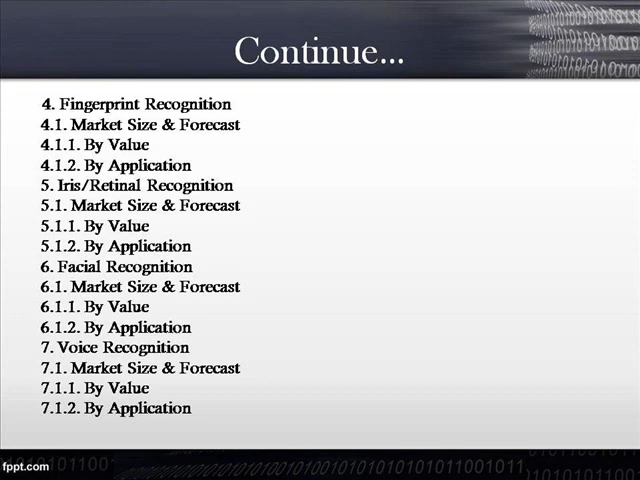 Continue...
4. Fingerprint Recognition
4.1. Market Size & Forecast
4.1.1. By Value
4.1.2. By Application
5. Iris/Retinal Recognition
5.1. Market Size & Forecast
5.1.1. By Value
5.1.2. By Application
6. Facial Recognition
6.1. Market Size & Forecast
6.1.1. By Value
6.1.2. By Application
7. Voice Recognition
7.1. Market Size & Forecast
7.1.1. By Value
7.1.2. By Application
fppt.com